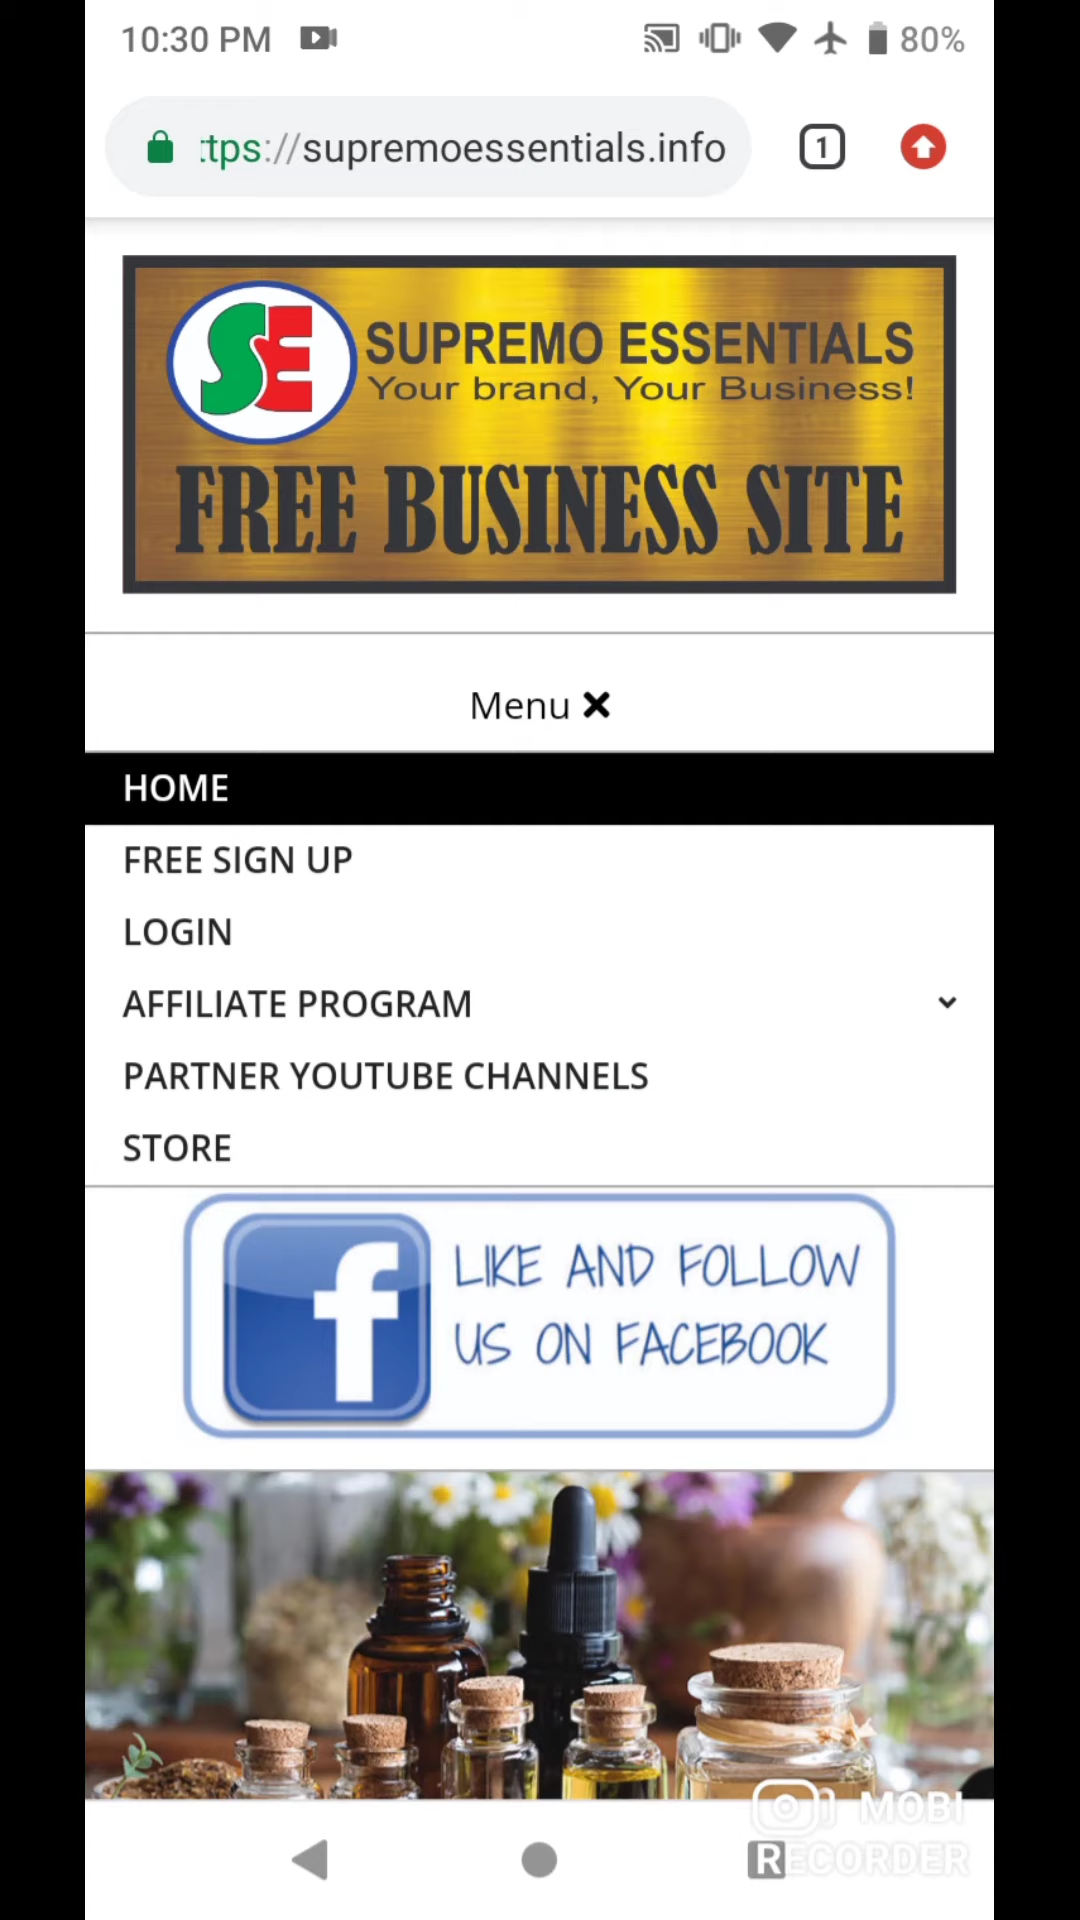 10:30 PM 80%
ttps://supremoessentials.info 1
SE SUPREMO ESSENTIALS
Your brand, Your Business!
FREE BUSINESS SITE
Menu
HOME
FREE SIGN UP
LOGIN
AFFILIATE PROGRAM
PARTNER YOUTUBE CHANNELS
STORE
f LIKE AND FOLLOW
US ON FACEBOOK
MOBI
RECORDER